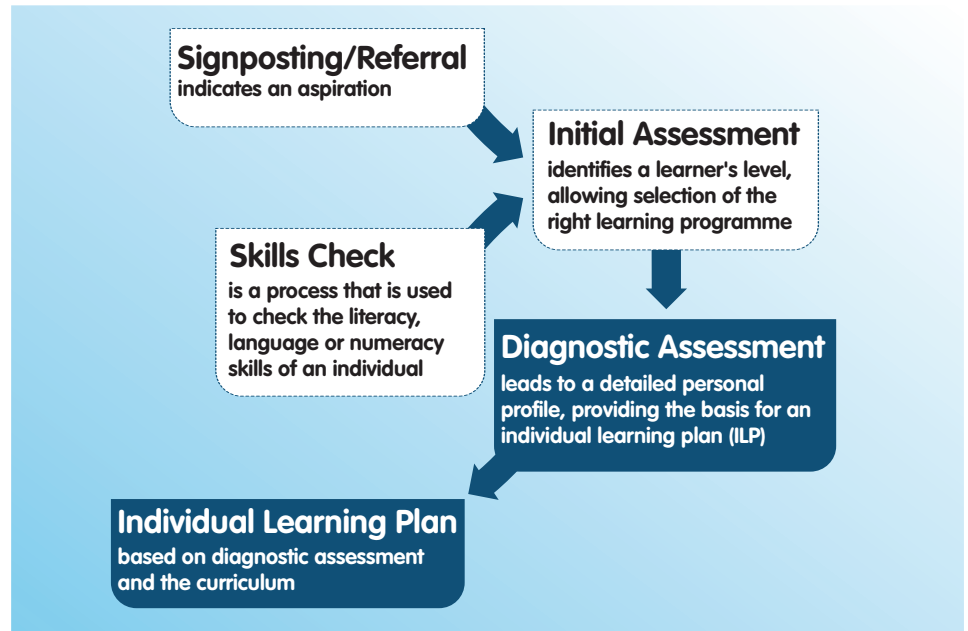 Signposting/Referral
indicates an aspiration
Initial Assessment
identifies a learner's level,
allowing selection of the
right learning programme
Skills Check
is a process that is used
to check the literacy,
language or numeracy
skills of an individual
Diagnostic Assessment
leads to a detailed personal
profile, providing the basis for an
individual learning plan (ILP)
Individual Learning Plan
based on diagnostic assessment
and the curriculum